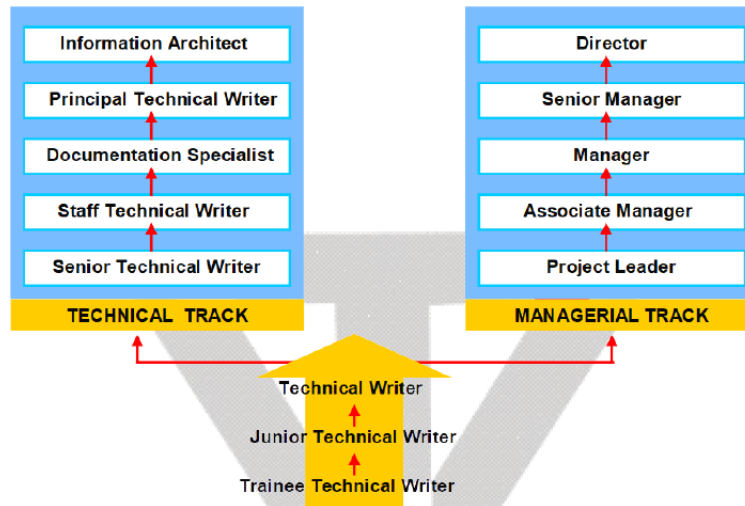 Information Architect
Principal Technical Writer
Documentation Specialist
Staff Technical Writer
Senior Technical Writer
TECHNICAL TRACK
Director
Senior Manager
Manager
Associate Manager
Project Leader
MANAGERIAL TRACK
Technical Writer
Junior Technical Writer
Trainee Technical Writer